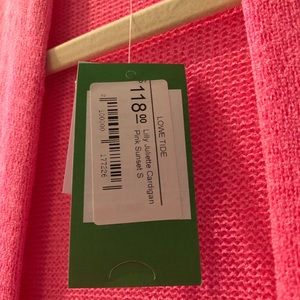 LOWE TIDE
$118.00
Lilly Juliette Cardigan
Pink Sunset S
177226